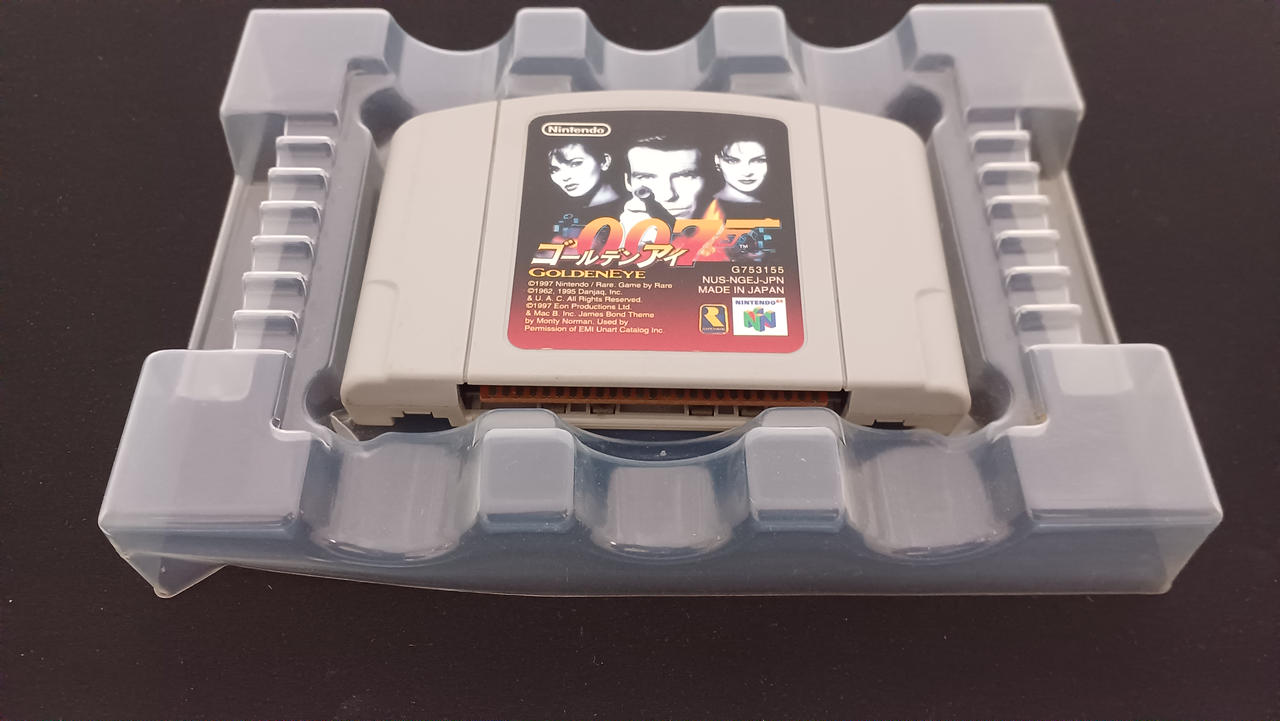 Nintendo
007
ゴールデンアイ
GOLDENEYE
TM
©1997 Nintendo / Rare. Game by Rare
©1962, 1995 Danjaq, Inc.
& U. A. C. All Rights Reserved.
©1997 Eon Productions Ltd.
& Mac B. Inc. James Bond Theme
by Monty Norman. Used by
Permission of EMI Unart Catalog Inc.
G753155
NUS-NGEJ-JPN
MADE IN JAPAN
NINTENDO64